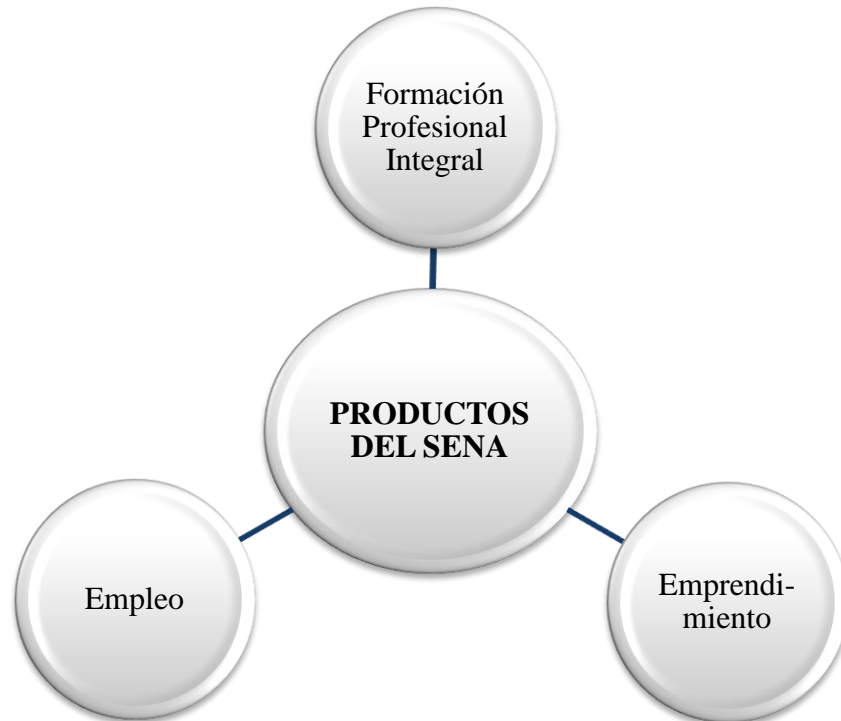 Formación
Profesional
Integral
PRODUCTOS
DEL SENA
Empleo
Emprendi-
miento